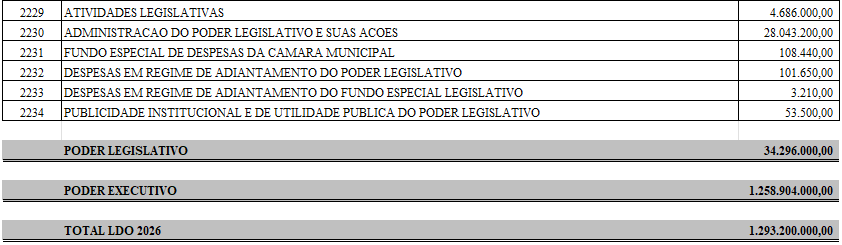 2229 ATIVIDADES LEGISLATIVAS 4.686.000,00
2230 ADMINISTRACAO DO PODER LEGISLATIVO E SUAS ACOES 28.043.200,00
2231 FUNDO ESPECIAL DE DESPESAS DA CAMARA MUNICIPAL 108.440,00
2232 DESPESAS EM REGIME DE ADIANTAMENTO DO PODER LEGISLATIVO 101.650,00
2233 DESPESAS EM REGIME DE ADIANTAMENTO DO FUNDO ESPECIAL LEGISLATIVO 3.210,00
2234 PUBLICIDADE INSTITUCIONAL E DE UTILIDADE PUBLICA DO PODER LEGISLATIVO 53.500,00
PODER LEGISLATIVO 34.296.000,00
PODER EXECUTIVO 1.258.904.000,00
TOTAL LDO 2026 1.293.200.000,00